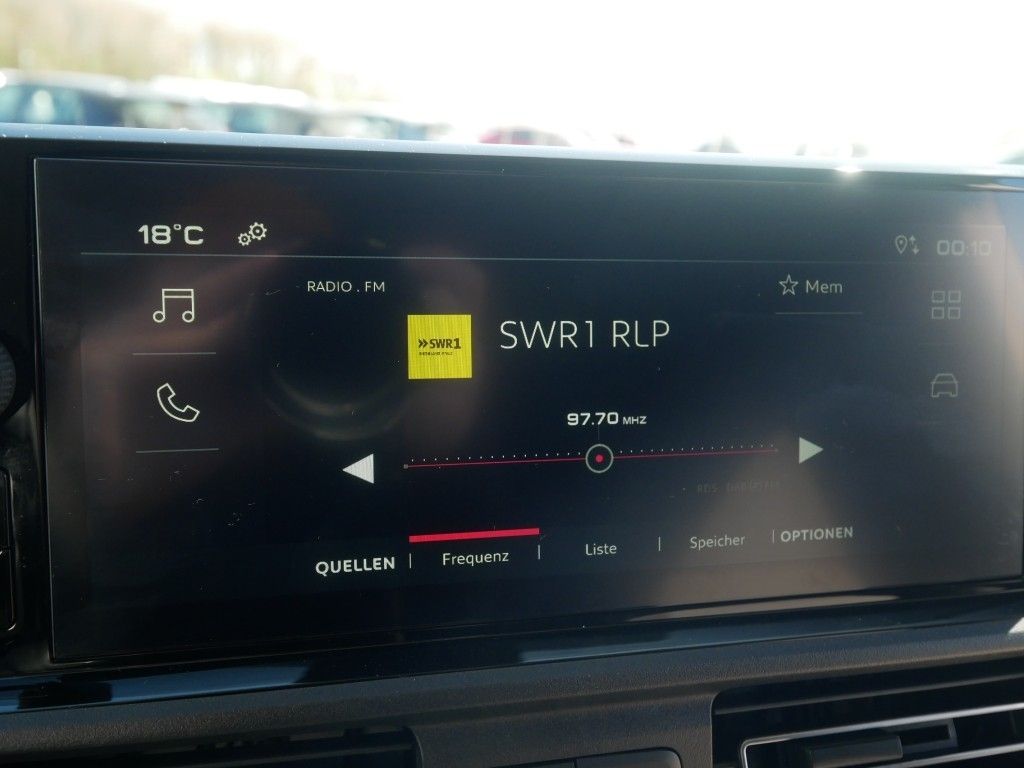 18°C
00:10
RADIO . FM
Mem
»SWR1
SWR1 RLP
97.70 MHZ
QUELLEN | Frequenz | Liste | Speicher | OPTIONEN